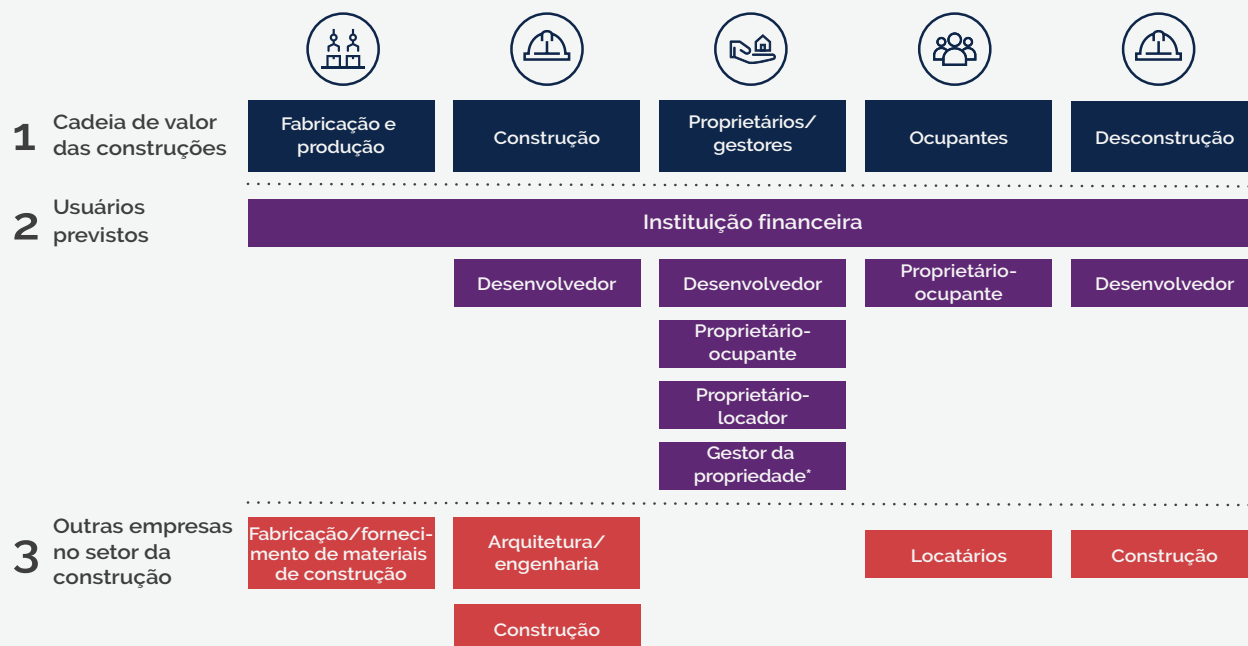 1
Cadeia de valor
das construções
Fabricação e
produção
Construção
Proprietários/
gestores
Ocupantes
Desconstrução
2
Usuários
previstos
Instituição financeira
Desenvolvedor
Desenvolvedor
Proprietário-
ocupante
Desenvolvedor
Proprietário-
ocupante
Proprietário-
locador
Gestor da
propriedade*
3
Outras empresas
no setor da
construção
Fabricação/forneci-
mento de materiais
de construção
Arquitetura/
engenharia
Locatários
Construção
Construção